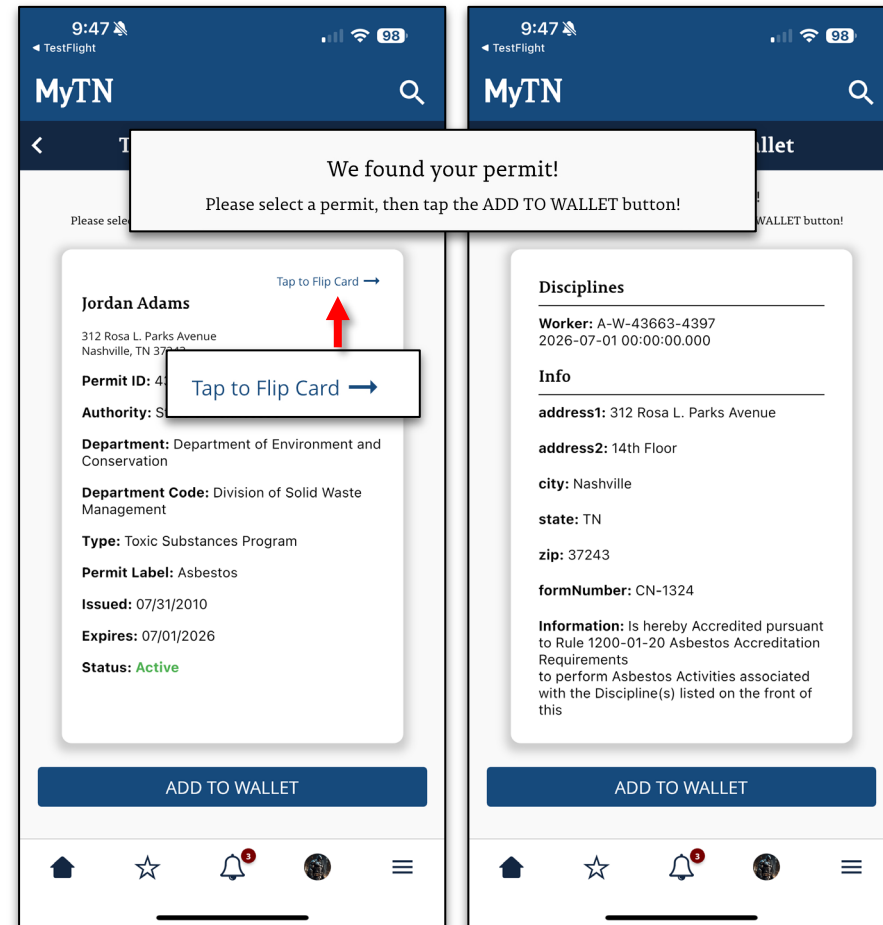 9:47
98
◄ TestFlight
MyTN
We found your permit!
Please select a permit, then tap the ADD TO WALLET button!
Please
Tap to Flip Card →
Jordan Adams
312 Rosa L. Parks Avenue
Nashville, TN
Tap to Flip Card →
Permit ID:
Authority:
Department: Department of Environment and
Conservation
Department Code: Division of Solid Waste
Management
Type: Toxic Substances Program
Permit Label: Asbestos
Issued: 07/31/2010
Expires: 07/01/2026
Status: Active
ADD TO WALLET
3
9:47
98
◄ TestFlight
MyTN
WALLET button!
Disciplines
Worker: A-W-43663-4397
2026-07-01 00:00:00.000
Info
address1: 312 Rosa L. Parks Avenue
address2: 14th Floor
city: Nashville
state: TN
zip: 37243
formNumber: CN-1324
Information: Is hereby Accredited pursuant
to Rule 1200-01-20 Asbestos Accreditation
Requirements
to perform Asbestos Activities associated
with the Discipline(s) listed on the front of
this
ADD TO WALLET
3